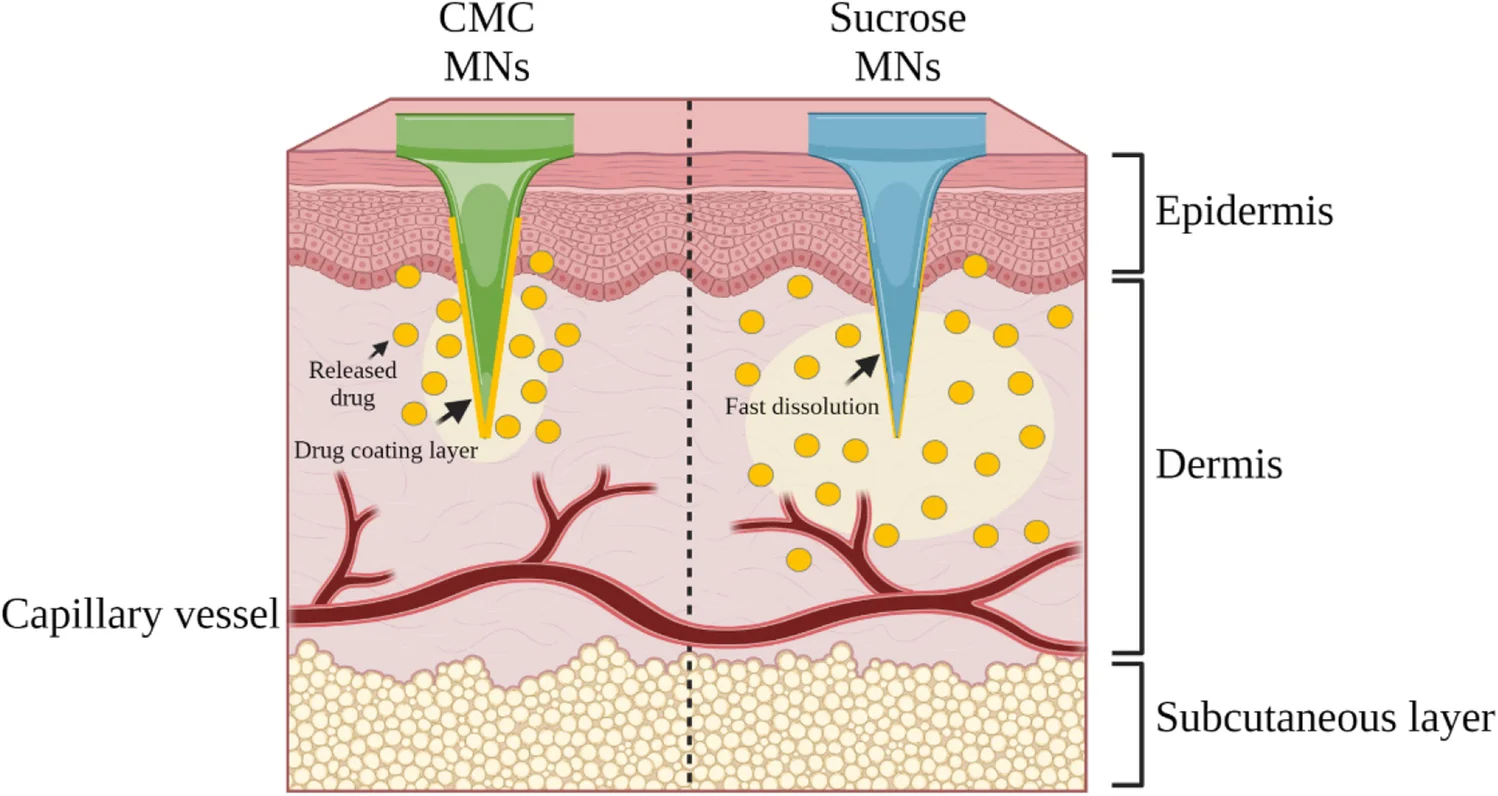 CMC
MNs
Sucrose
MNs
Epidermis
Released
drug
Fast dissolution
Drug coating layer
Dermis
Capillary vessel
Subcutaneous layer